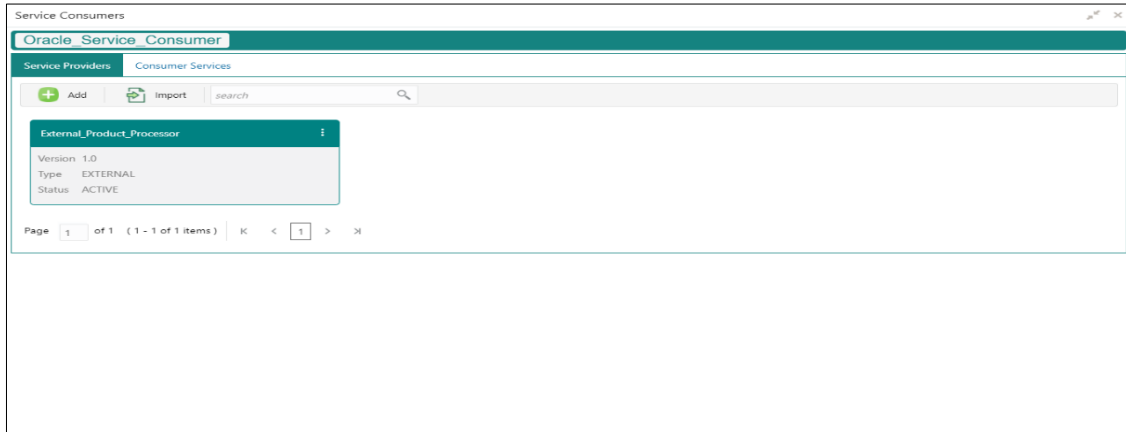 Service Consumers
Oracle_Service_Consumer
Service Providers Consumer Services
Add Import search
External_Product_Processor
Version 1.0
Type EXTERNAL
Status ACTIVE
Page 1 of 1 (1 - 1 of 1 items) 1